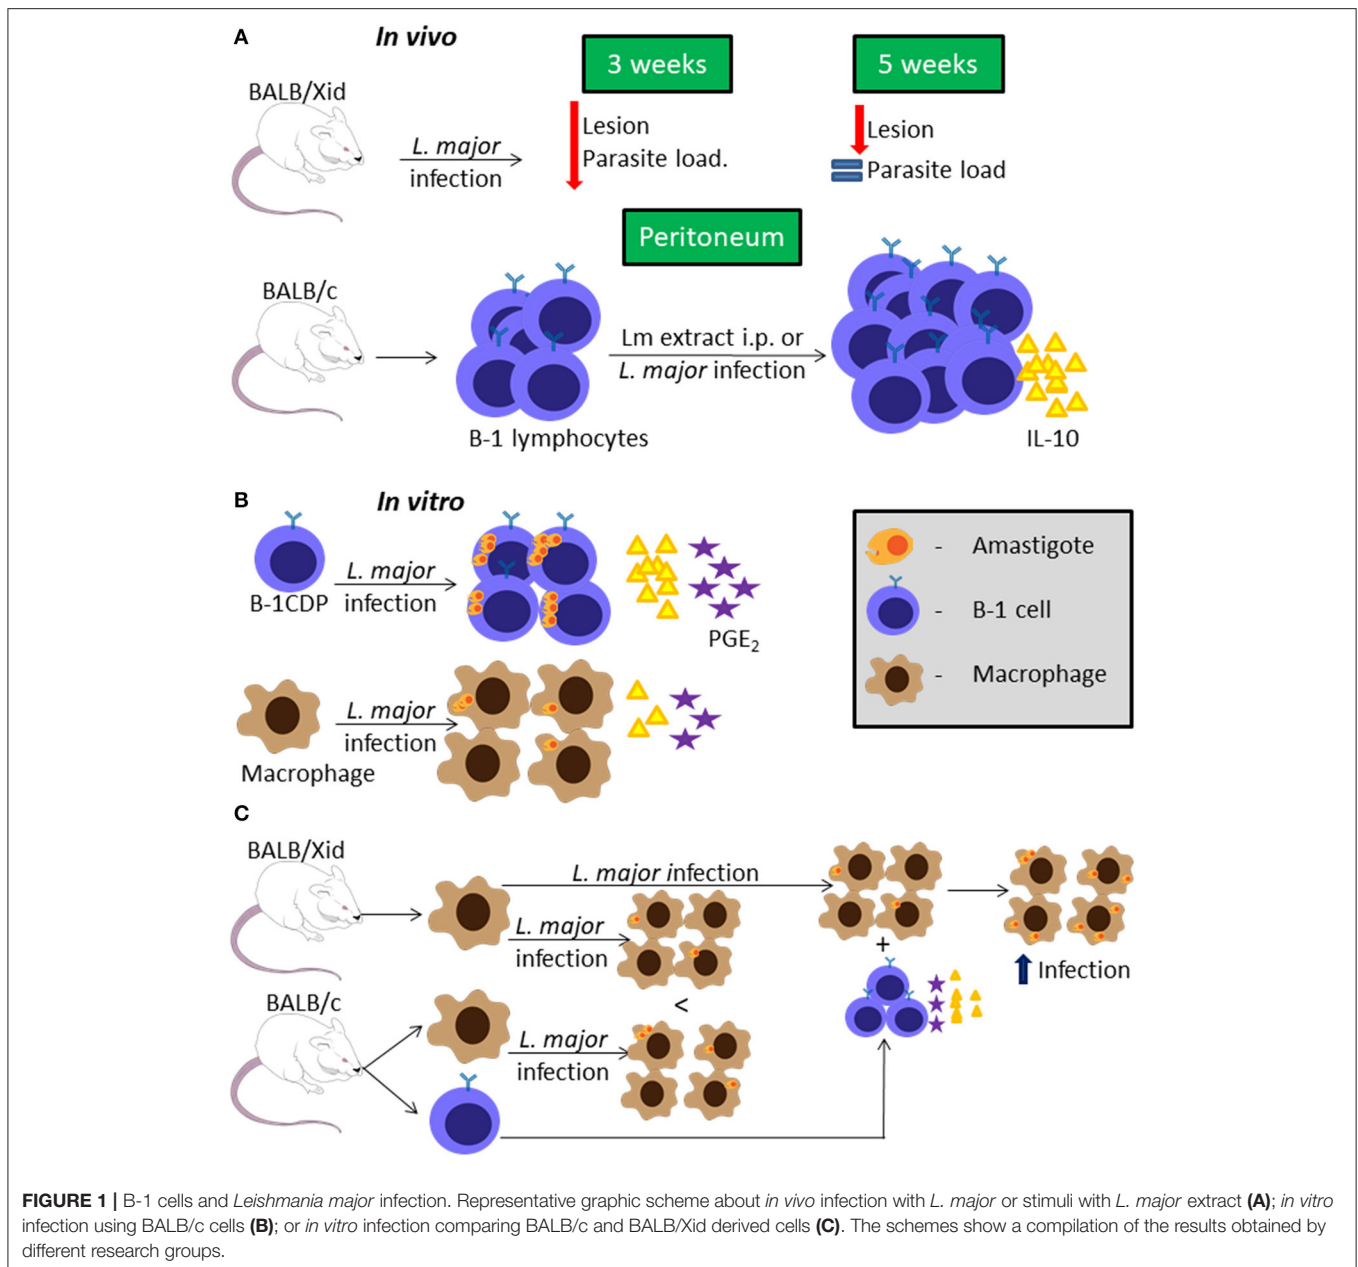 A
In vivo
3 weeks
5 weeks
BALB/Xid
L. major
infection
Lesion
Parasite load.
Lesion
Parasite load
Peritoneum
BALB/c
Lm extract i.p. or
L. major infection
B-1 lymphocytes
IL-10
B
In vitro
B-1CDP
L. major
infection
PGE2
Macrophage
L. major
infection
- Amastigote
- B-1 cell
- Macrophage
C
BALB/Xid
L. major infection
L. major
infection
+
Infection
<
BALB/c
L. major
infection
FIGURE 1 | B-1 cells and Leishmania major infection. Representative graphic scheme about in vivo infection with L. major or stimuli with L. major extract (A); in vitro
infection using BALB/c cells (B); or in vitro infection comparing BALB/c and BALB/Xid derived cells (C). The schemes show a compilation of the results obtained by
different research groups.